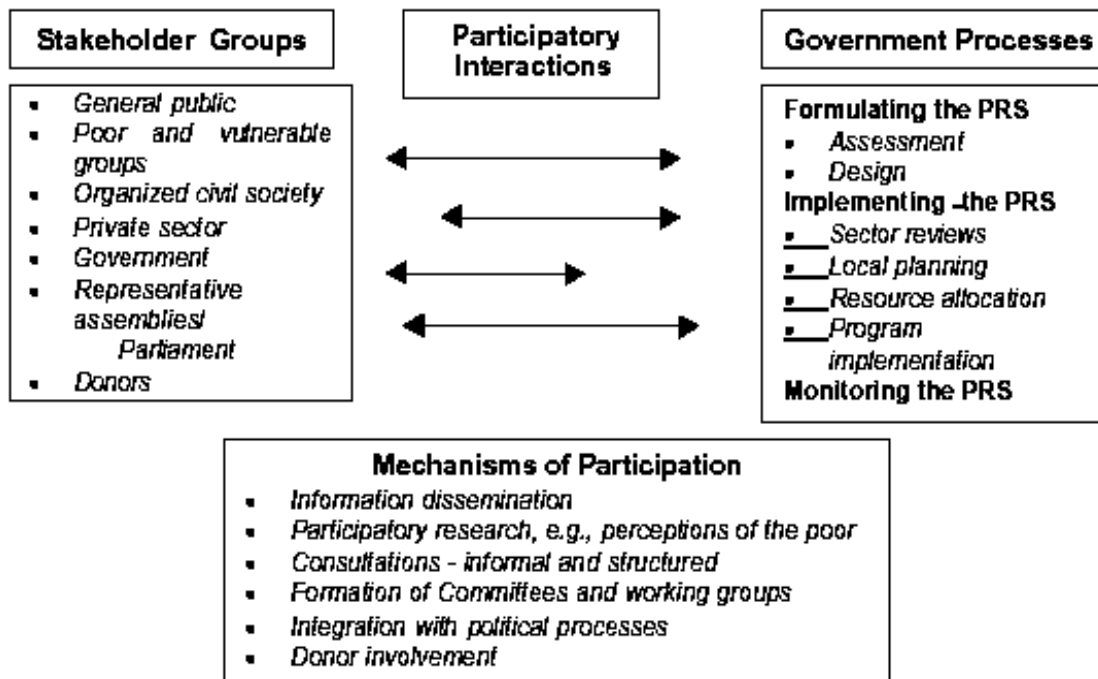 Stakeholder Groups
▪ General public
▪ Poor and vulnerable
groups
▪ Organized civil society
▪ Private sector
▪ Government
▪ Representative
assemblies/
Parliament
▪ Donors
Participatory
Interactions
Government Processes
Formulating the PRS
▪ Assessment
▪ Design
Implementing –the PRS
▪ Sector reviews
▪ Local planning
▪ Resource allocation
▪ Program
implementation
Monitoring the PRS
Mechanisms of Participation
▪ Information dissemination
▪ Participatory research, e.g., perceptions of the poor
▪ Consultations - informal and structured
▪ Formation of Committees and working groups
▪ Integration with political processes
▪ Donor involvement